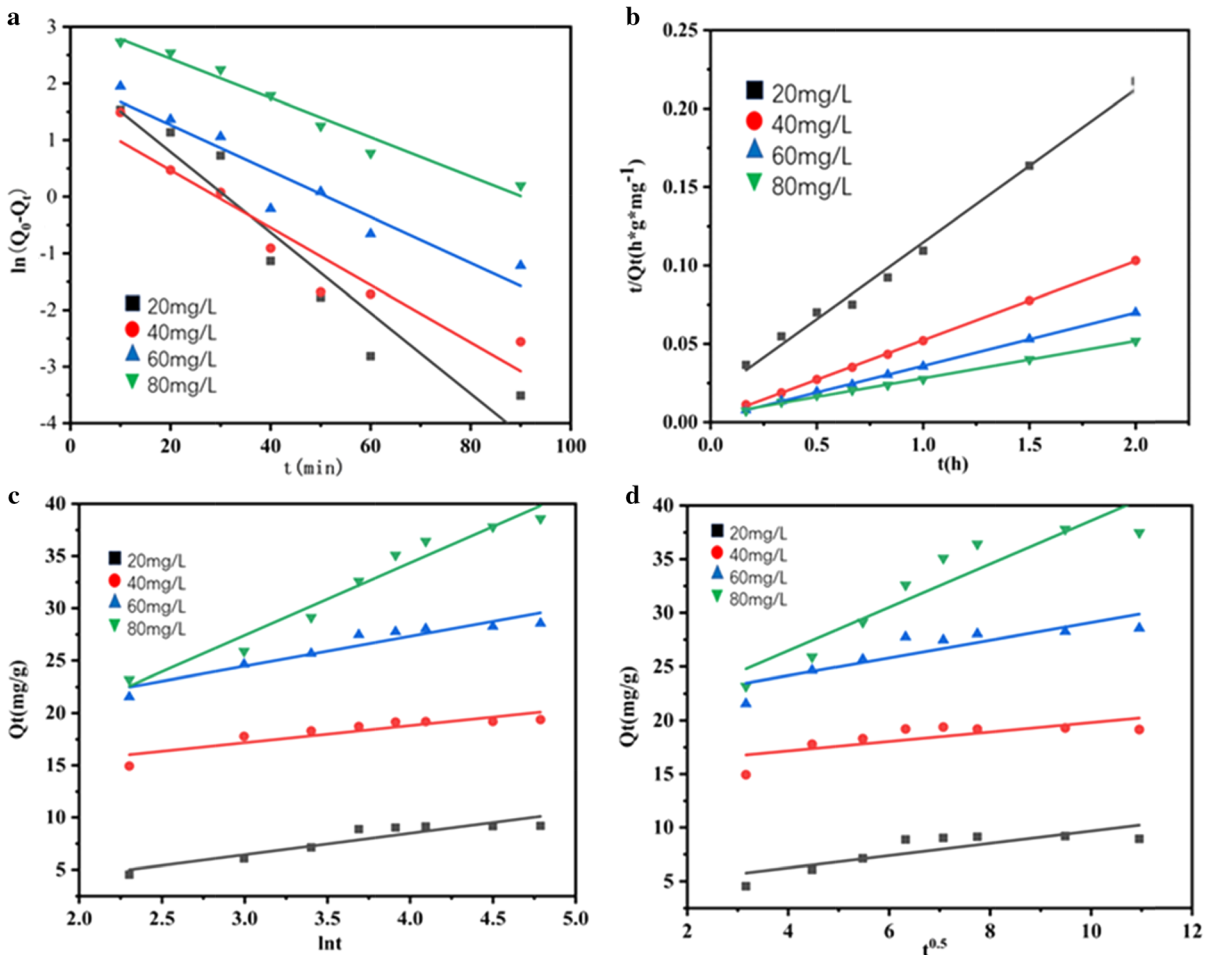 a
3
2
1
0
-1
-2
-3
-4
ln(Q0-Qt)
20mg/L
40mg/L
60mg/L
80mg/L
0 20 40 60 80 100
t(min)
b
0.25
0.20
0.15
0.10
0.05
0.00
t/Qt(h*g*mg-1)
20mg/L
40mg/L
60mg/L
80mg/L
0.0 0.5 1.0 1.5 2.0
t(h)
c
40
35
30
25
20
15
10
5
Qt(mg/g)
20mg/L
40mg/L
60mg/L
80mg/L
2.0 2.5 3.0 3.5 4.0 4.5 5.0
lnt
d
40
35
30
25
20
15
10
5
Qt(mg/g)
20mg/L
40mg/L
60mg/L
80mg/L
2 4 6 8 10 12
t0.5